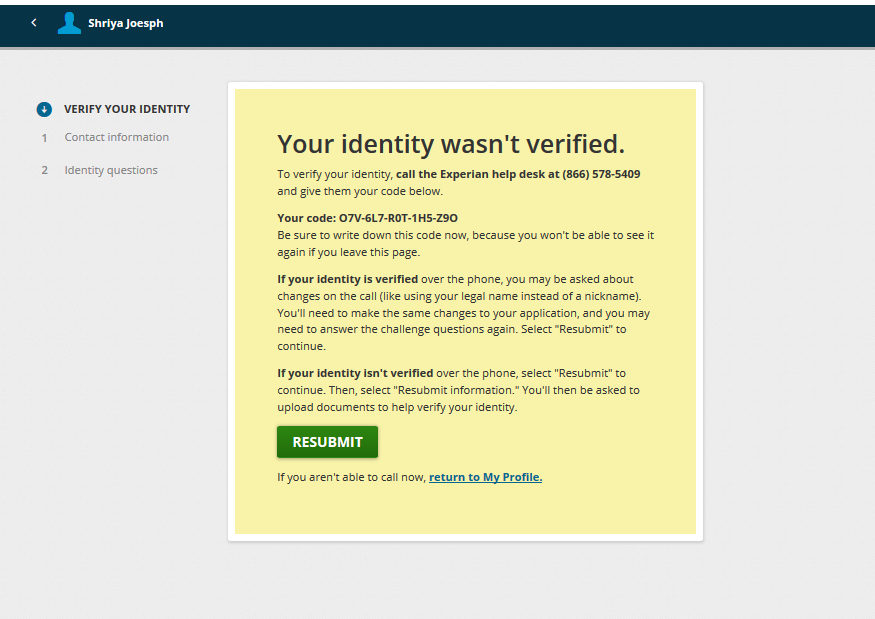 Shriya Joesph
VERIFY YOUR IDENTITY
1 Contact information
2 Identity questions
Your identity wasn't verified.
To verify your identity, call the Experian help desk at (866) 578-5409
and give them your code below.
Your code: O7V-6L7-R0T-1H5-Z9O
Be sure to write down this code now, because you won't be able to see it
again if you leave this page.
If your identity is verified over the phone, you may be asked about
changes on the call (like using your legal name instead of a nickname).
You'll need to make the same changes to your application, and you may
need to answer the challenge questions again. Select "Resubmit" to
continue.
If your identity isn't verified over the phone, select "Resubmit" to
continue. Then, select "Resubmit information." You'll then be asked to
upload documents to help verify your identity.
RESUBMIT
If you aren't able to call now, return to My Profile.